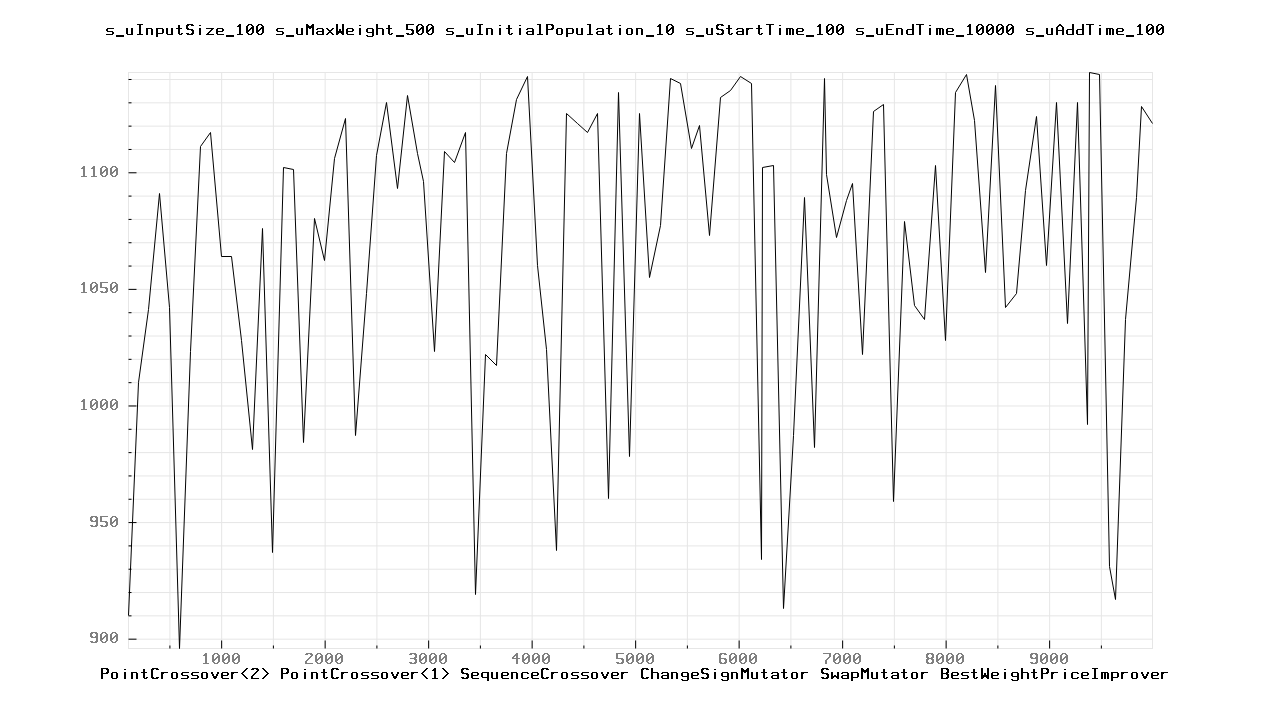 s_uInputSize_100 s_uMaxWeight_500 s_uInitialPopulation_10 s_uStartTime_100 s_uEndTime_10000 s_uAddTime_100
1100
1050
1000
950
900
1000 2000 3000 4000 5000 6000 7000 8000 9000
PointCrossover<2> PointCrossover<1> SequenceCrossover ChangeSignMutator SwapMutator BestWeightPriceImprover